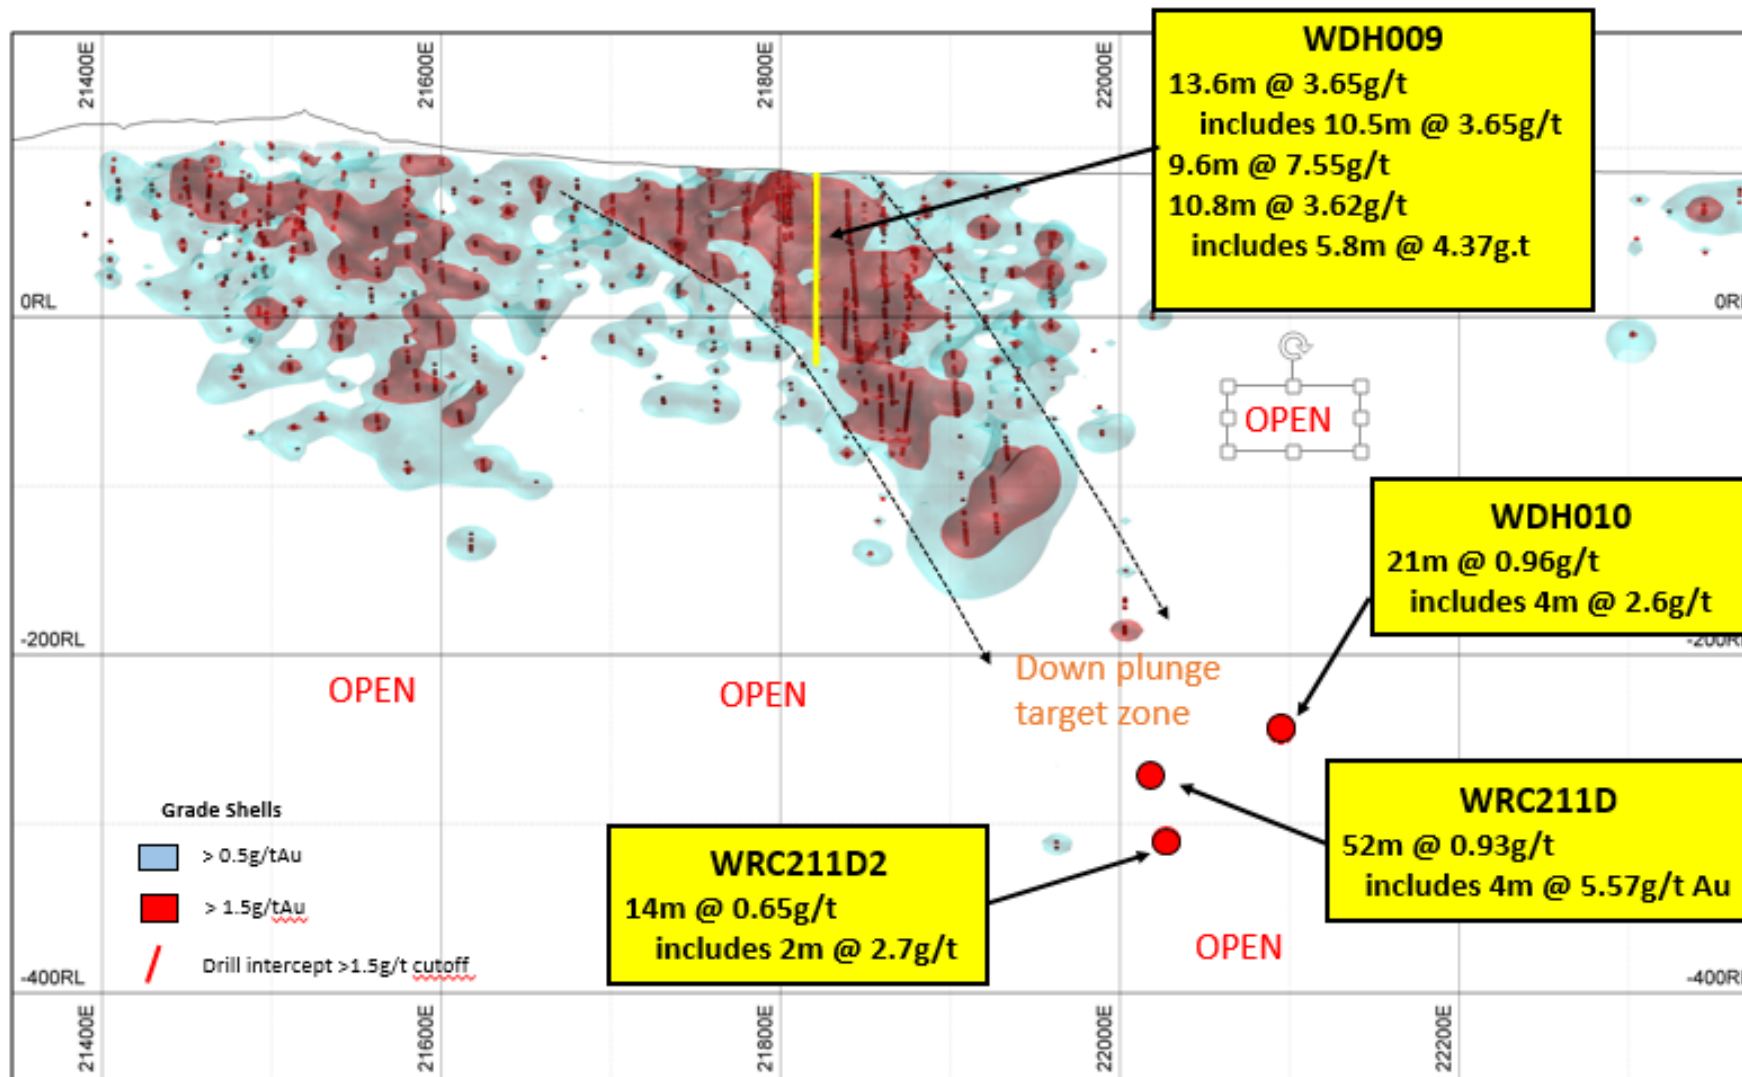 21400E
21600E
21800E
22000E
WDH009
13.6m @ 3.65g/t
includes 10.5m @ 3.65g/t
9.6m @ 7.55g/t
10.8m @ 3.62g/t
includes 5.8m @ 4.37g.t
0RL
0RL
OPEN
WDH010
21m @ 0.96g/t
includes 4m @ 2.6g/t
-200RL
-200RL
Down plunge
target zone
OPEN
OPEN
WRC211D
52m @ 0.93g/t
includes 4m @ 5.57g/t Au
Grade Shells
> 0.5g/tAu
> 1.5g/tAu
Drill intercept >1.5g/t cutoff
WRC211D2
14m @ 0.65g/t
includes 2m @ 2.7g/t
OPEN
-400RL
-400RL
21400E
21600E
21800E
22000E
22200E